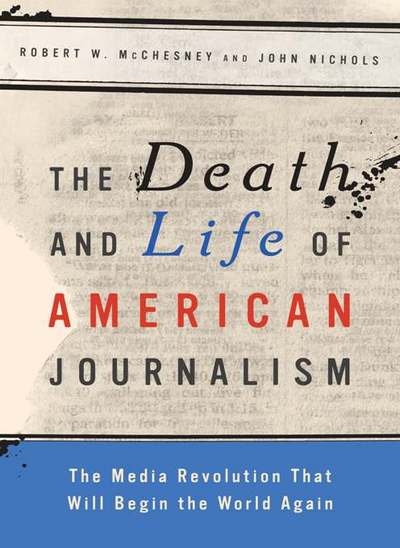 ROBERT W. McCHESNEY AND JOHN NICHOLS
THE Death
AND Life OF
AMERICAN
JOURNALISM
The Media Revolution That
Will Begin the World Again